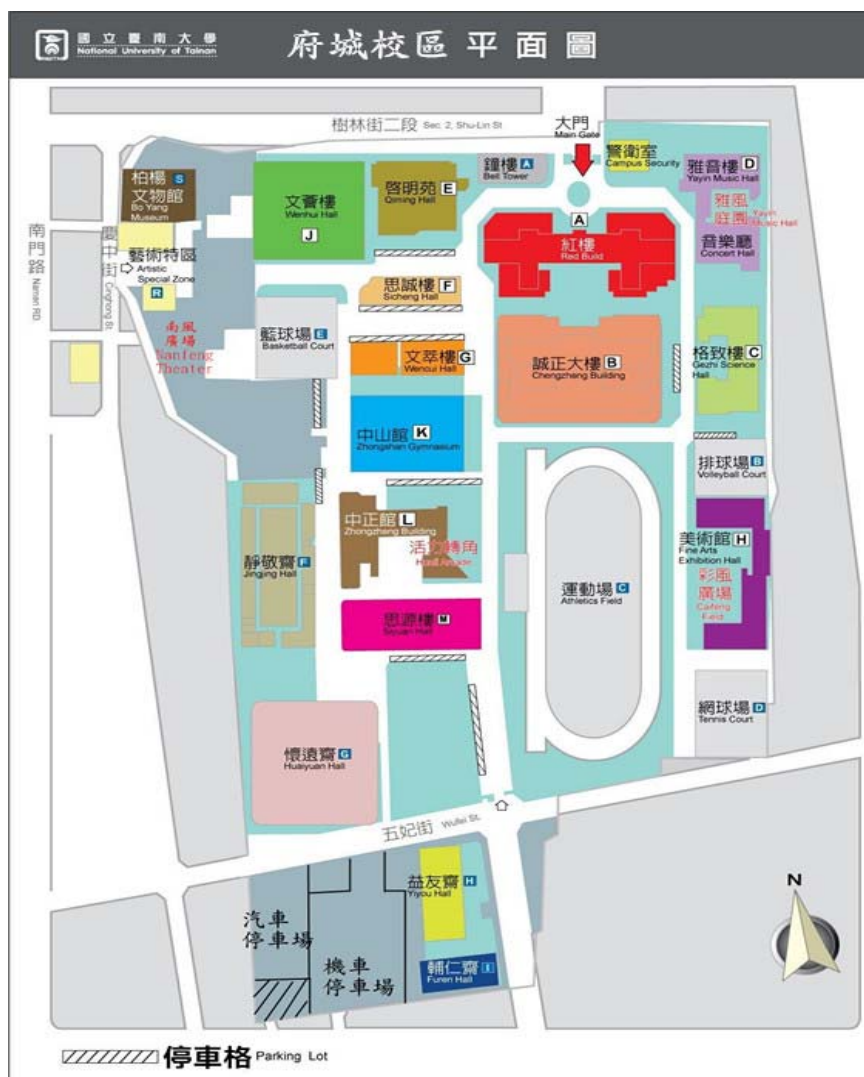 國立臺南大學
National University of Tainan
府城校區 平面圖
樹林街二段 Sec. 2, Shu-Lin St
大門
Main Gate
警衛室
Campus Security
鐘樓 A
Bell Tower
雅音樓 D
Yayin Music Hall
雅風
庭園 Yayin
Music Hall
音樂廳
Concert Hall
柏楊 S
文物館
Bo Yang
Museum
文薈樓
Wenhui Hall
J
啓明苑 E
Qiming Hall
A
紅樓
Red Build
南門路 Nanmen RD
慶中街
藝術特區
Artistic
Special Zone
R
思誠樓 F
Sicheng Hall
南風
廣場
Nanfeng
Theater
籃球場 E
Basketball Court
文萃樓 G
Wencui Hall
誠正大樓 B
Chengzheng Building
格致樓 C
Gezhi Science
Hall
中山館 K
Zhongshan Gymnasium
排球場 B
Volleyball Court
中正館 L
Zhongzheng Building
活力轉角
靜敬齋 F
Jingjing Hall
美術館 H
Fine Arts
Exhibition Hall
彩風
廣場
Caifeng
Field
運動場 C
Athletics Field
思源樓 M
Siyuan Hall
網球場 D
Tennis Court
懷遠齋 G
Huaiyuan Hall
五妃街 Wufei St.
益友齋 H
Yiyou Hall
汽車
停車場
機車
停車場
輔仁齋 I
Furen Hall
N
停車格 Parking Lot